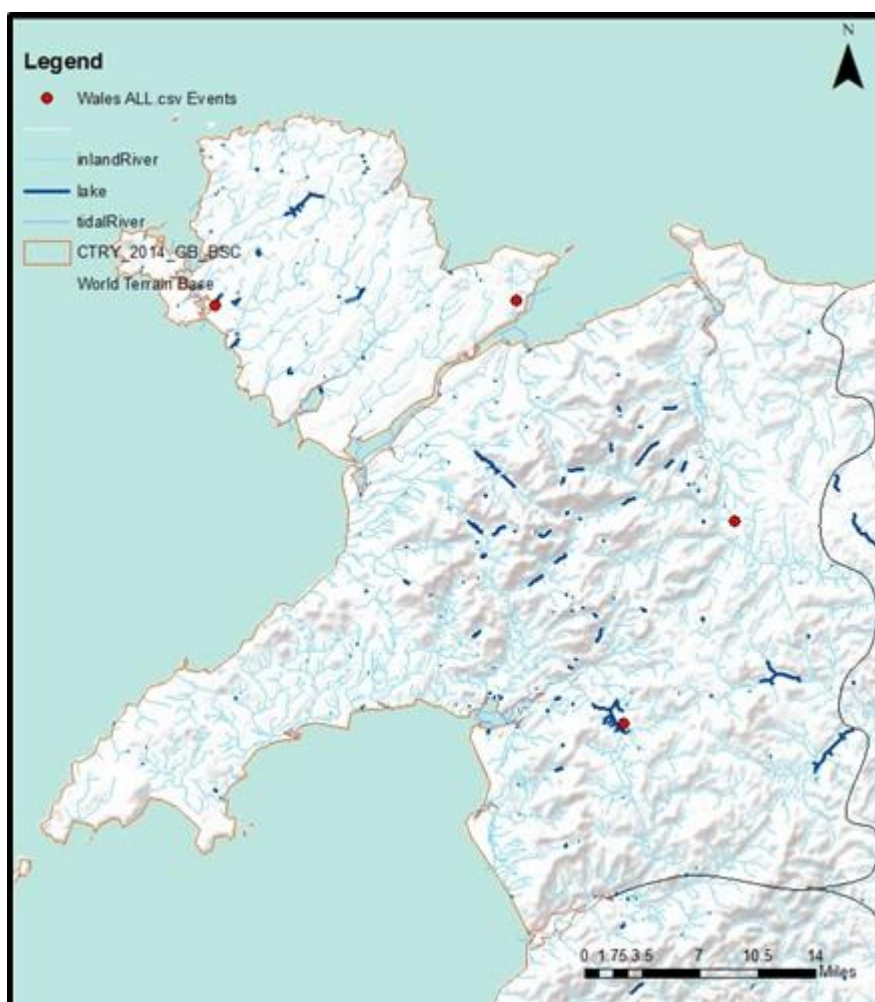 N
Legend
Wales ALL.csv Events
inlandRiver
lake
tidalRiver
CTRY_2014_GB_BSC
World Terrain Base
0 1.75 3.5 7 10.5 14
Miles